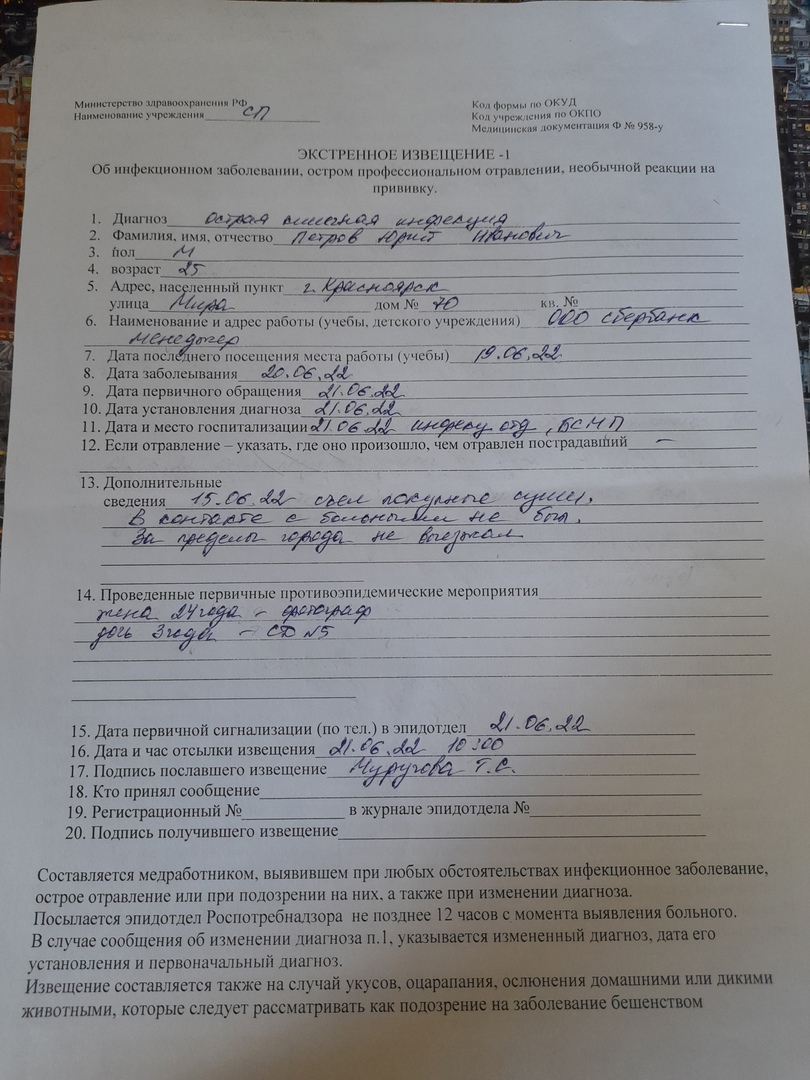 Министерство здравоохранения РФ
Наименование учреждения СП
Код формы по ОКУД
Код учреждения по ОКПО
Медицинская документация Ф № 958-у
ЭКСТРЕННОЕ ИЗВЕЩЕНИЕ -1
Об инфекционном заболевании, остром профессиональном отравлении, необычной реакции на
прививку.
1. Диагноз острая кишечная инфекция
2. Фамилия, имя, отчество Петров Юрий Иванович
3. пол М
4. возраст 25
5. Адрес, населенный пункт г. Красноярск
улица Мира дом № 70 кв. №
6. Наименование и адрес работы (учебы, детского учреждения) ООО сбербанк
менеджер
7. Дата последнего посещения места работы (учебы) 19.06.22
8. Дата заболеывания 20.06.22
9. Дата первичного обращения 21.06.22
10. Дата установления диагноза 21.06.22
11. Дата и место госпитализации 21.06.22 инфекц отд, БСМП
12. Если отравление – указать, где оно произошло, чем отравлен пострадавший –
13. Дополнительные
сведения 15.06.22 съел покупные суши.
В контакте с больными не был.
За пределы города не выезжал
14. Проведенные первичные противоэпидемические мероприятия
жена 24 года - фотограф
дочь 3 года - СД №5
15. Дата первичной сигнализации (по тел.) в эпидотдел 21.06.22
16. Дата и час отсылки извещения 21.06.22 10:00
17. Подпись пославшего извещение Муругова Т.С.
18. Кто принял сообщение
19. Регистрационный № в журнале эпидотдела №
20. Подпись получившего извещение
Составляется медработником, выявившем при любых обстоятельствах инфекционное заболевание,
острое отравление или при подозрении на них, а также при изменении диагноза.
Посылается эпидотдел Роспотребнадзора не позднее 12 часов с момента выявления больного.
В случае сообщения об изменении диагноза п.1, указывается измененный диагноз, дата его
установления и первоначальный диагноз.
Извещение составляется также на случай укусов, оцарапания, ослюнения домашними или дикими
животными, которые следует рассматривать как подозрение на заболевание бешенством